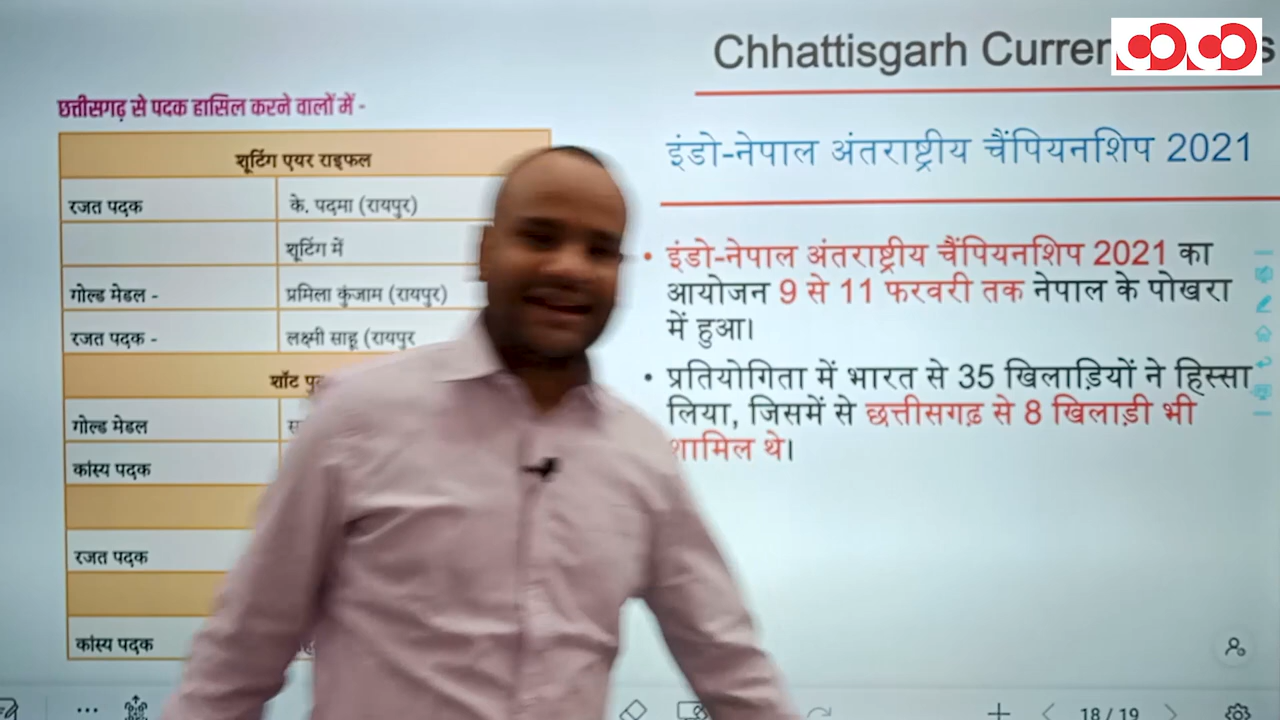 Chhattisgarh Curren
छत्तीसगढ़ से पदक हासिल करने वालों में -
शूटिंग एयर राइफल
रजत पदक के. पदमा (रायपुर)
शूटिंग में
गोल्ड मेडल - प्रमिला कुंजाम (रायपुर)
रजत पदक - लक्ष्मी साहू (रायपुर
शॉट
गोल्ड मेडल
कांस्य पदक
रजत पदक
कांस्य पदक
इंडो-नेपाल अंतराष्ट्रीय चैंपियनशिप 2021
• इंडो-नेपाल अंतराष्ट्रीय चैंपियनशिप 2021 का
आयोजन 9 से 11 फरवरी तक नेपाल के पोखरा
में हुआ।
• प्रतियोगिता में भारत से 35 खिलाड़ियों ने हिस्सा
लिया, जिसमें से छत्तीसगढ़ से 8 खिलाड़ी भी
शामिल थे।
18/19